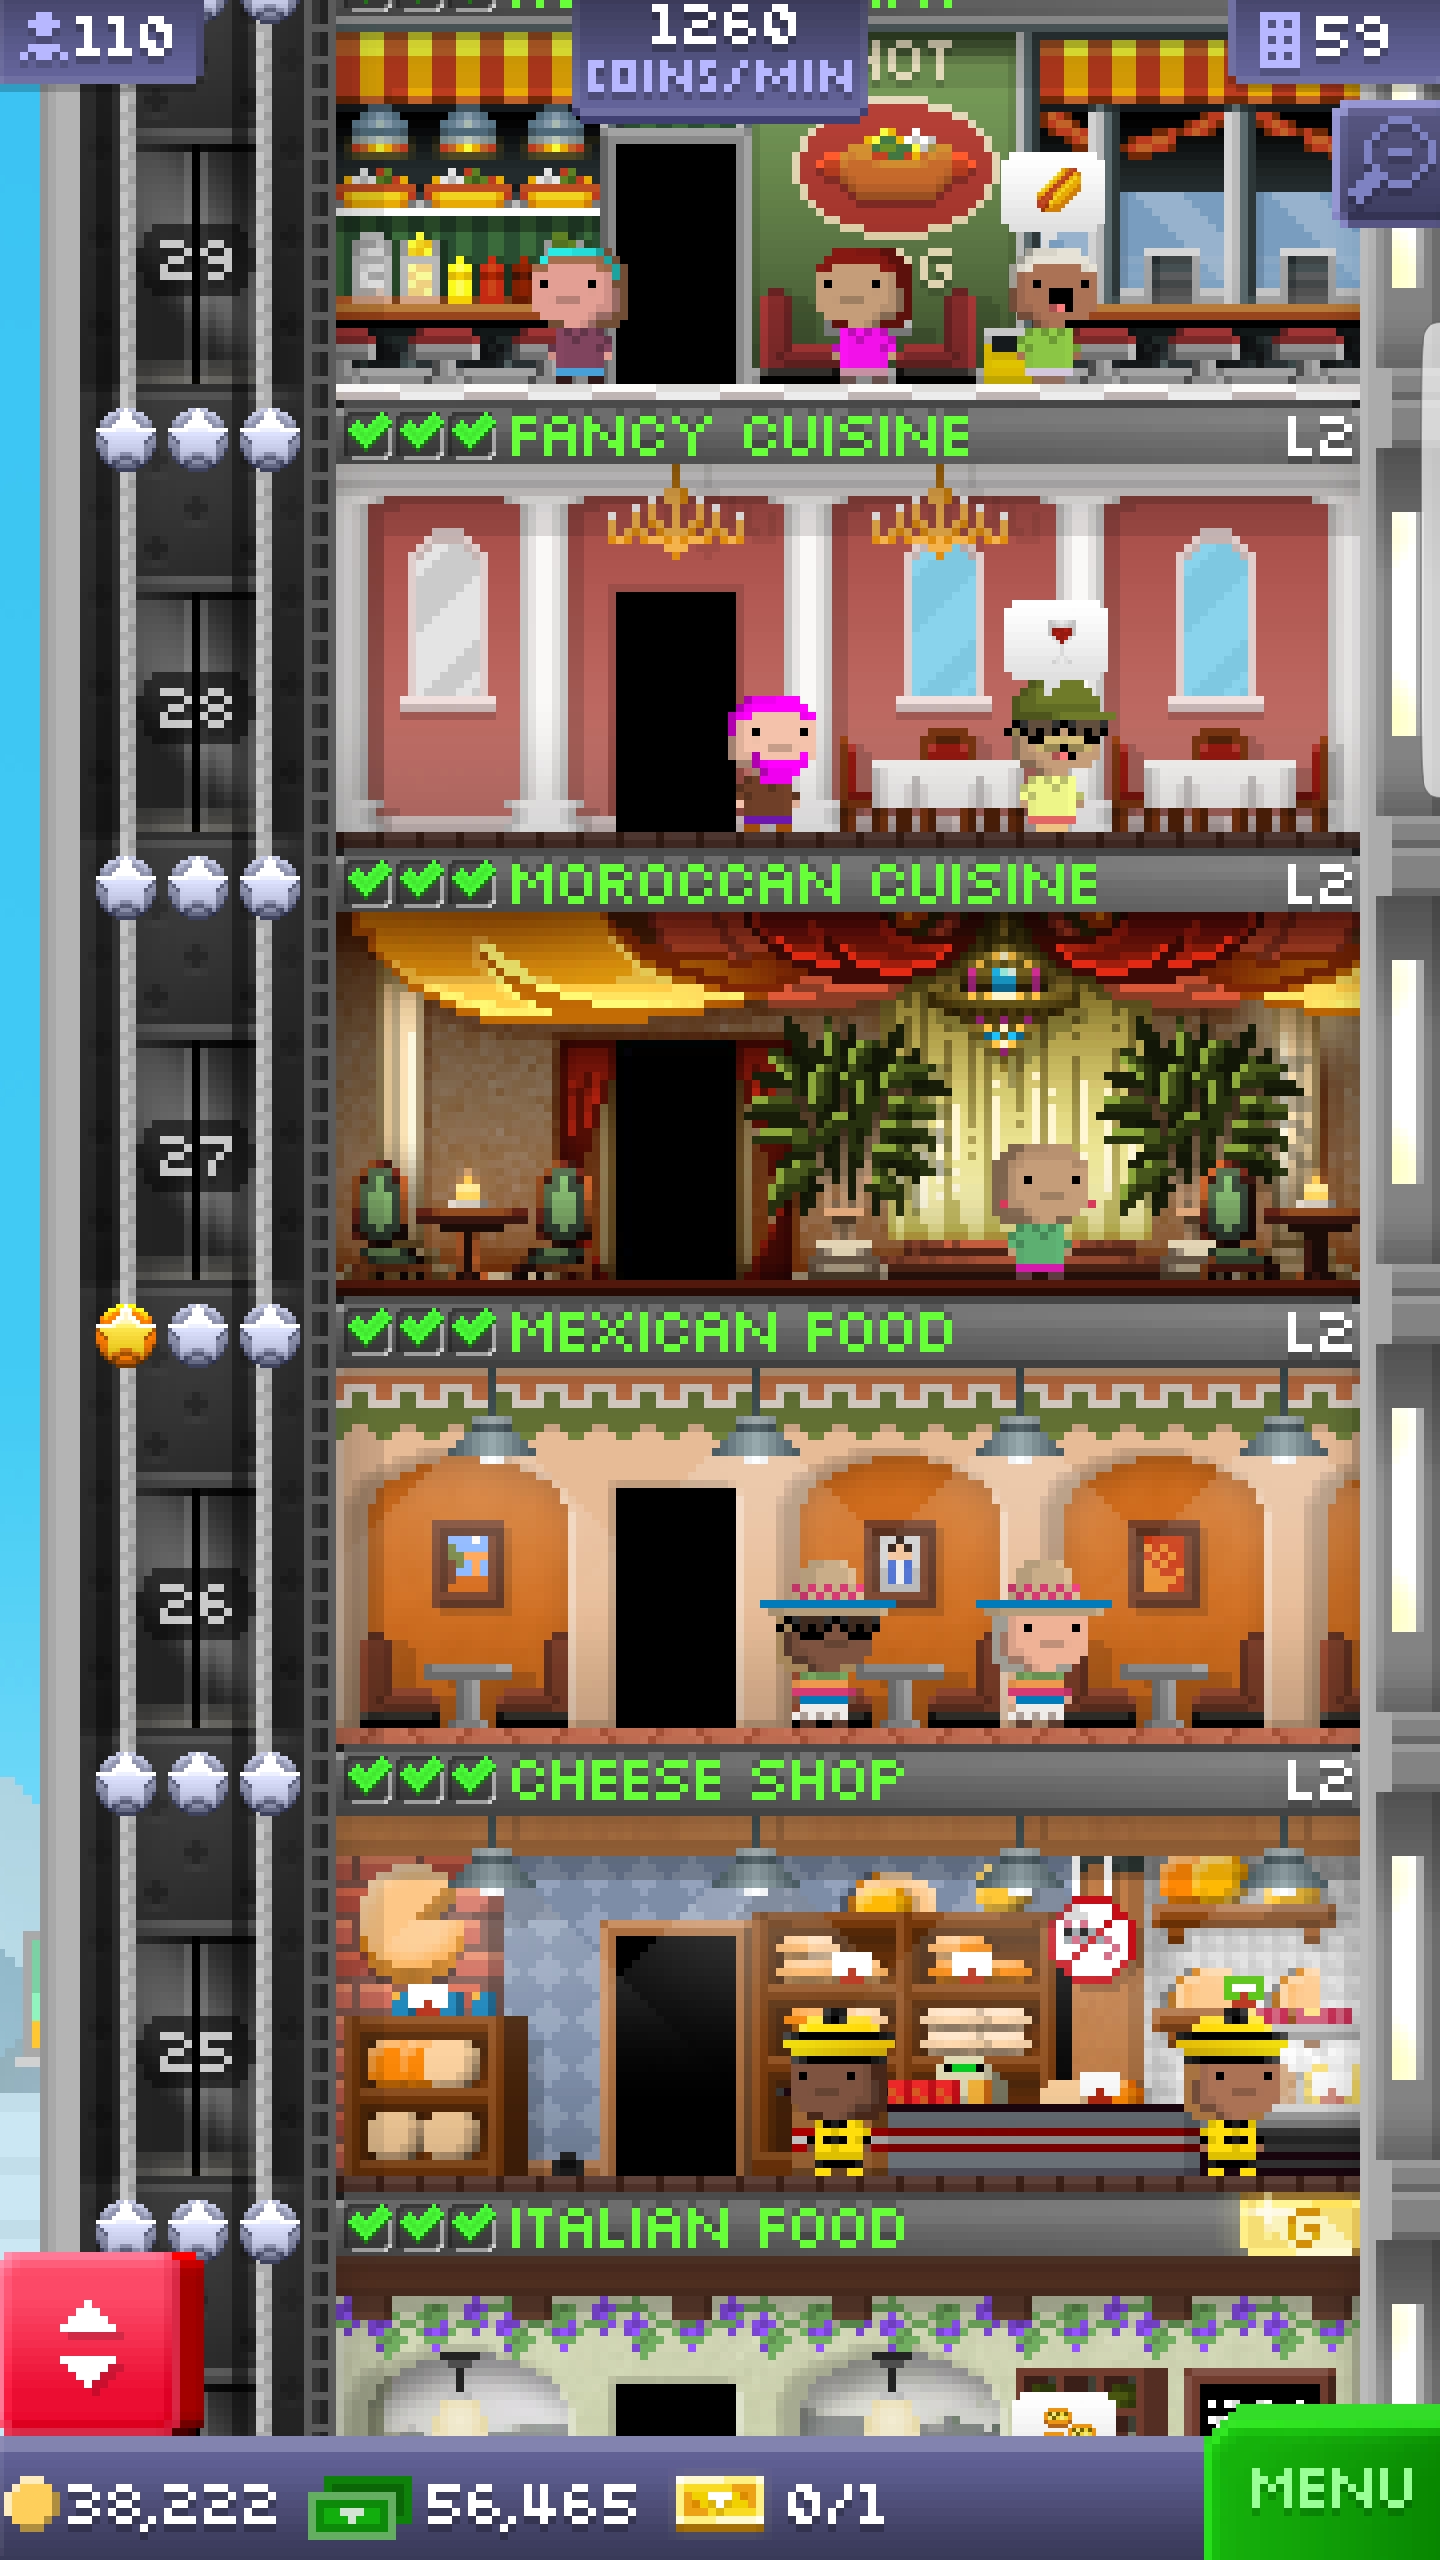 110
1260
COINS/MIN
59
HOT
G
29
FANCY CUISINE L2
28
MOROCCAN CUISINE L2
27
MEXICAN FOOD L2
26
CHEESE SHOP L2
25
ITALIAN FOOD G
38,222 56,465 0/1
MENU